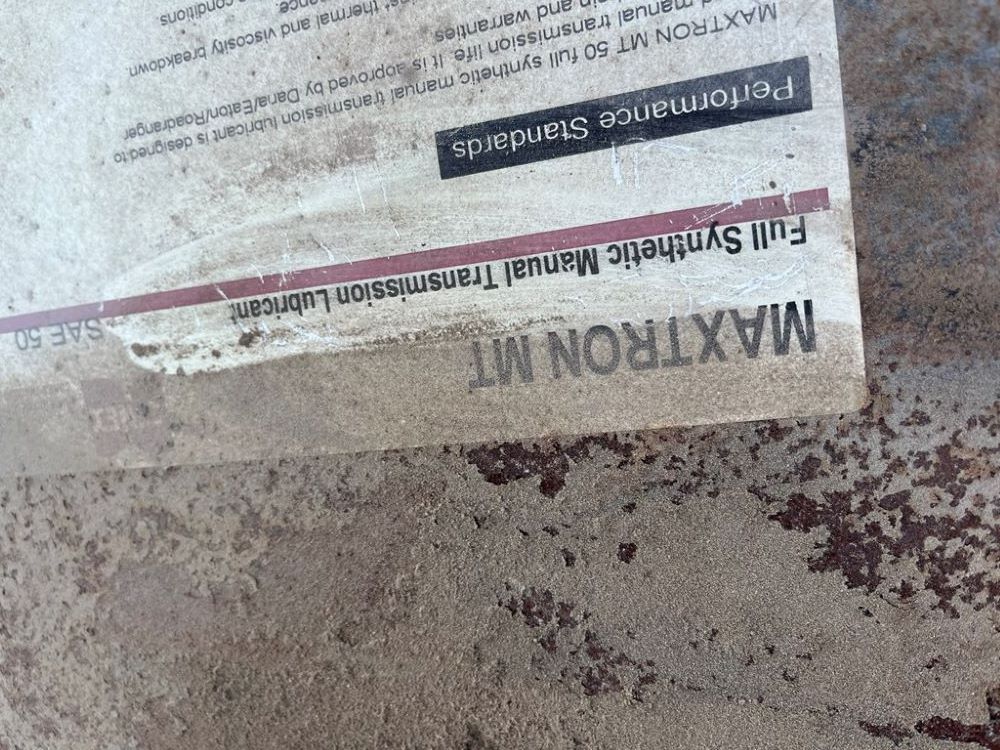 MAXTRON MT
Full Synthetic Manual Transmission Lubricant
SAE 50
Performance Standards
MAXTRON MT 50 full synthetic manual transmission lubricant is designed to
manual transmission life. It is approved by Dana/Eaton/Roadranger
and warranties
thermal and viscosity breakdown.
conditions